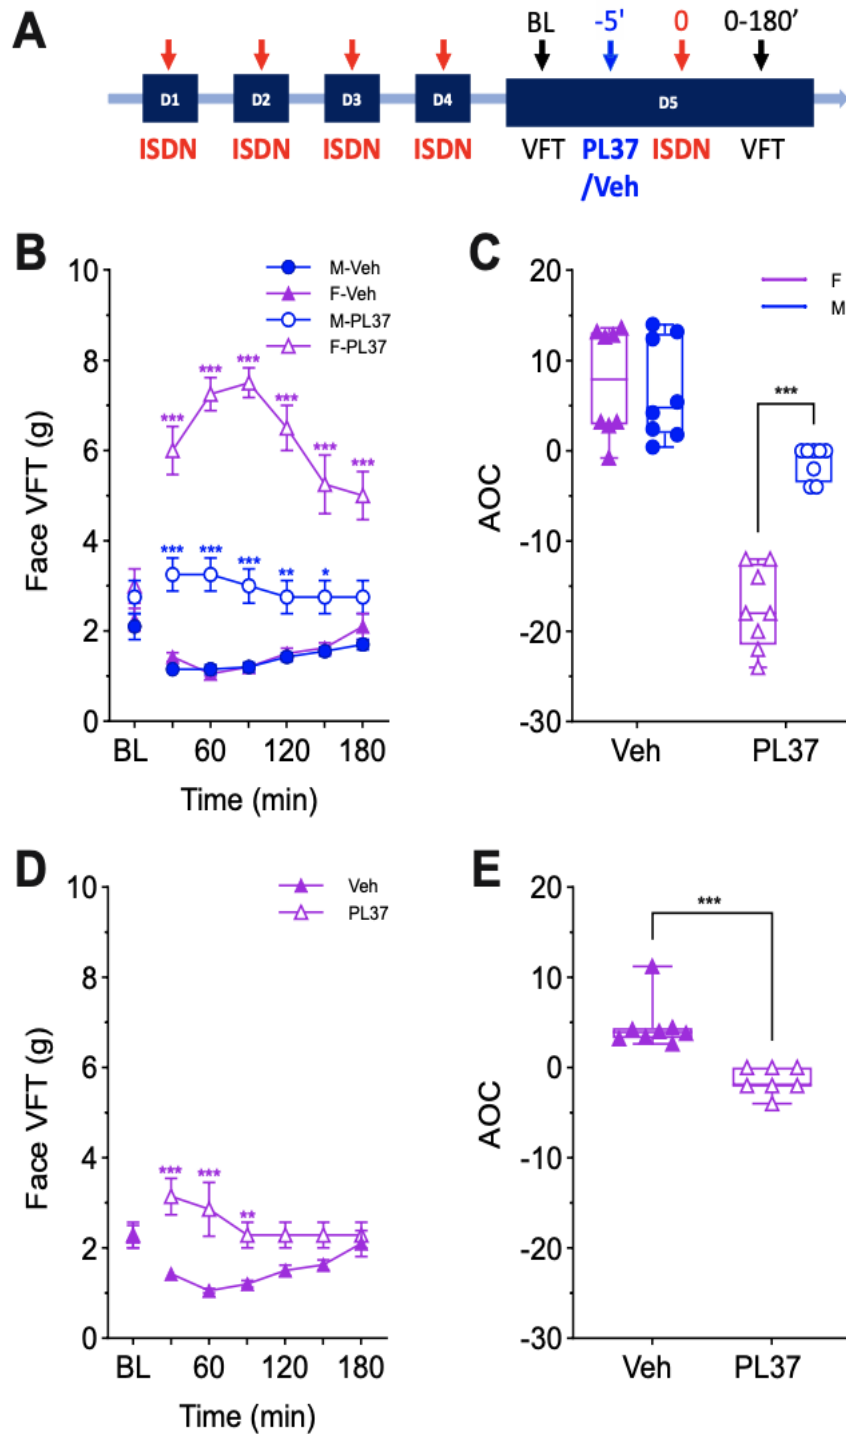 A
BL -5' 0 0-180’
D1 D2 D3 D4 D5
ISDN ISDN ISDN ISDN VFT PL37 ISDN VFT
/Veh
B
M-Veh
F-Veh
M-PL37
F-PL37
10
8
6
4
2
0
Face VFT (g)
***
***
***
***
***
***
***
***
***
**
*
BL 60 120 180
Time (min)
C
F
M
20
10
0
-10
-20
-30
AOC
***
Veh PL37
D
Veh
PL37
10
8
6
4
2
0
Face VFT (g)
***
***
**
BL 60 120 180
Time (min)
E
20
10
0
-10
-20
-30
AOC
***
Veh PL37